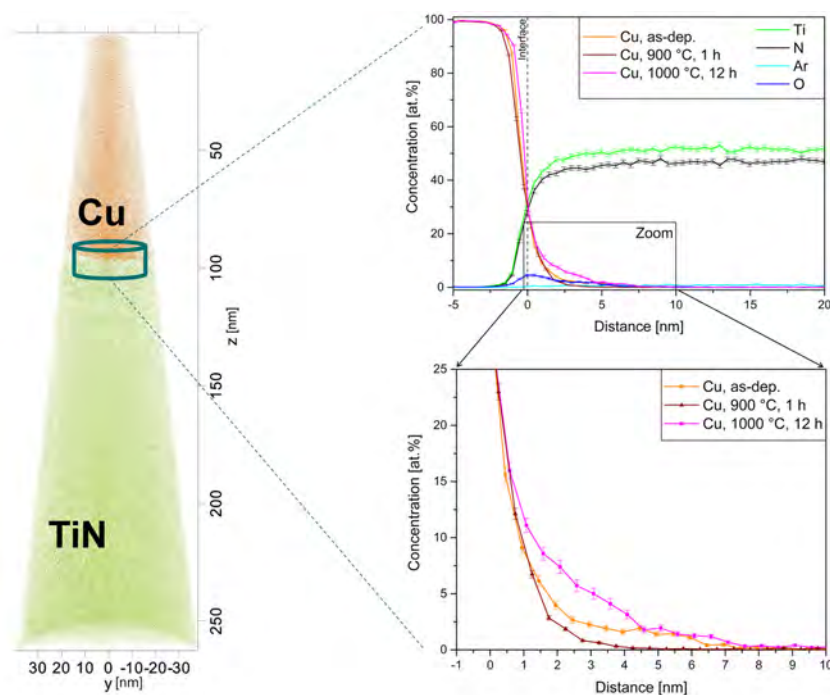 Cu
TiN
50
100
150
200
250
z [nm]
30 20 10 0 -10-20-30
y [nm]
Concentration [at.%]
100
80
60
40
20
0
Interface
Cu, as-dep.
Cu, 900 °C, 1 h
Cu, 1000 °C, 12 h
Ti
N
Ar
O
Zoom
-5 0 5 10 15 20
Distance [nm]
Concentration [at.%]
25
20
15
10
5
0
Cu, as-dep.
Cu, 900 °C, 1 h
Cu, 1000 °C, 12 h
-1 0 1 2 3 4 5 6 7 8 9 10
Distance [nm]